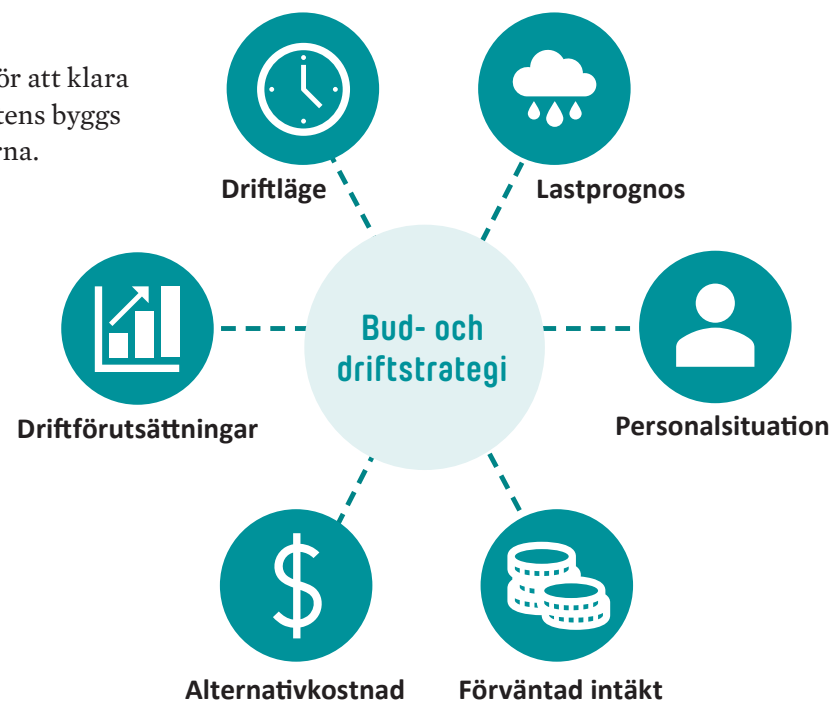 ör att klara
tens byggs
rna.
Driftläge
Lastprognos
Bud- och
driftstrategi
Driftförutsättningar
Personalsituation
Alternativkostnad
Förväntad intäkt